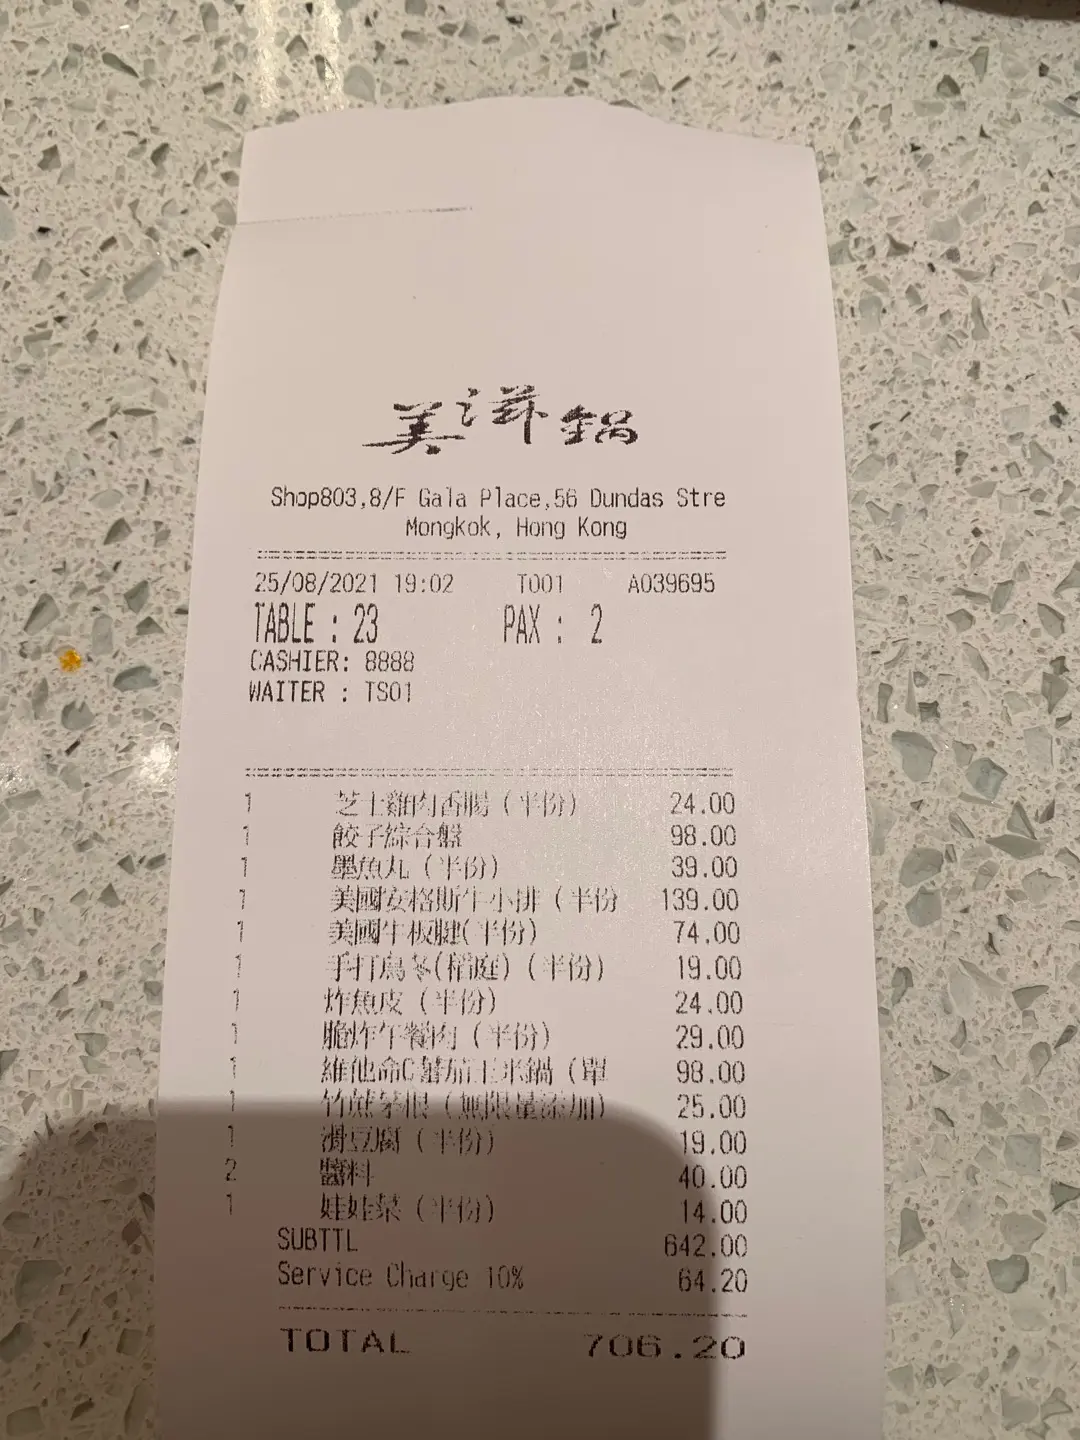 美滋鍋
Shop803,8/F Gala Place,56 Dundas Stre
Mongkok, Hong Kong
25/08/2021 19:02 T001 A039695
TABLE : 23 PAX : 2
CASHIER: 8888
WAITER : TS01
1 芝士雞肉香腸(半份) 24.00
1 餃子綜合盤 98.00
1 墨魚丸(半份) 39.00
1 美國安格斯牛小排(半份 139.00
1 美國牛板腱(半份) 74.00
1 手打烏冬(稻庭)(半份) 19.00
1 炸魚皮(半份) 24.00
1 脆炸午餐肉(半份) 29.00
1 維他命C蕃茄玉米鍋(單 98.00
1 竹蔗茅根(無限量添加) 25.00
1 滑豆腐(半份) 19.00
2 醬料 40.00
1 娃娃菜(半份) 14.00
SUBTTL 642.00
Service Charge 10% 64.20
TOTAL 706.20